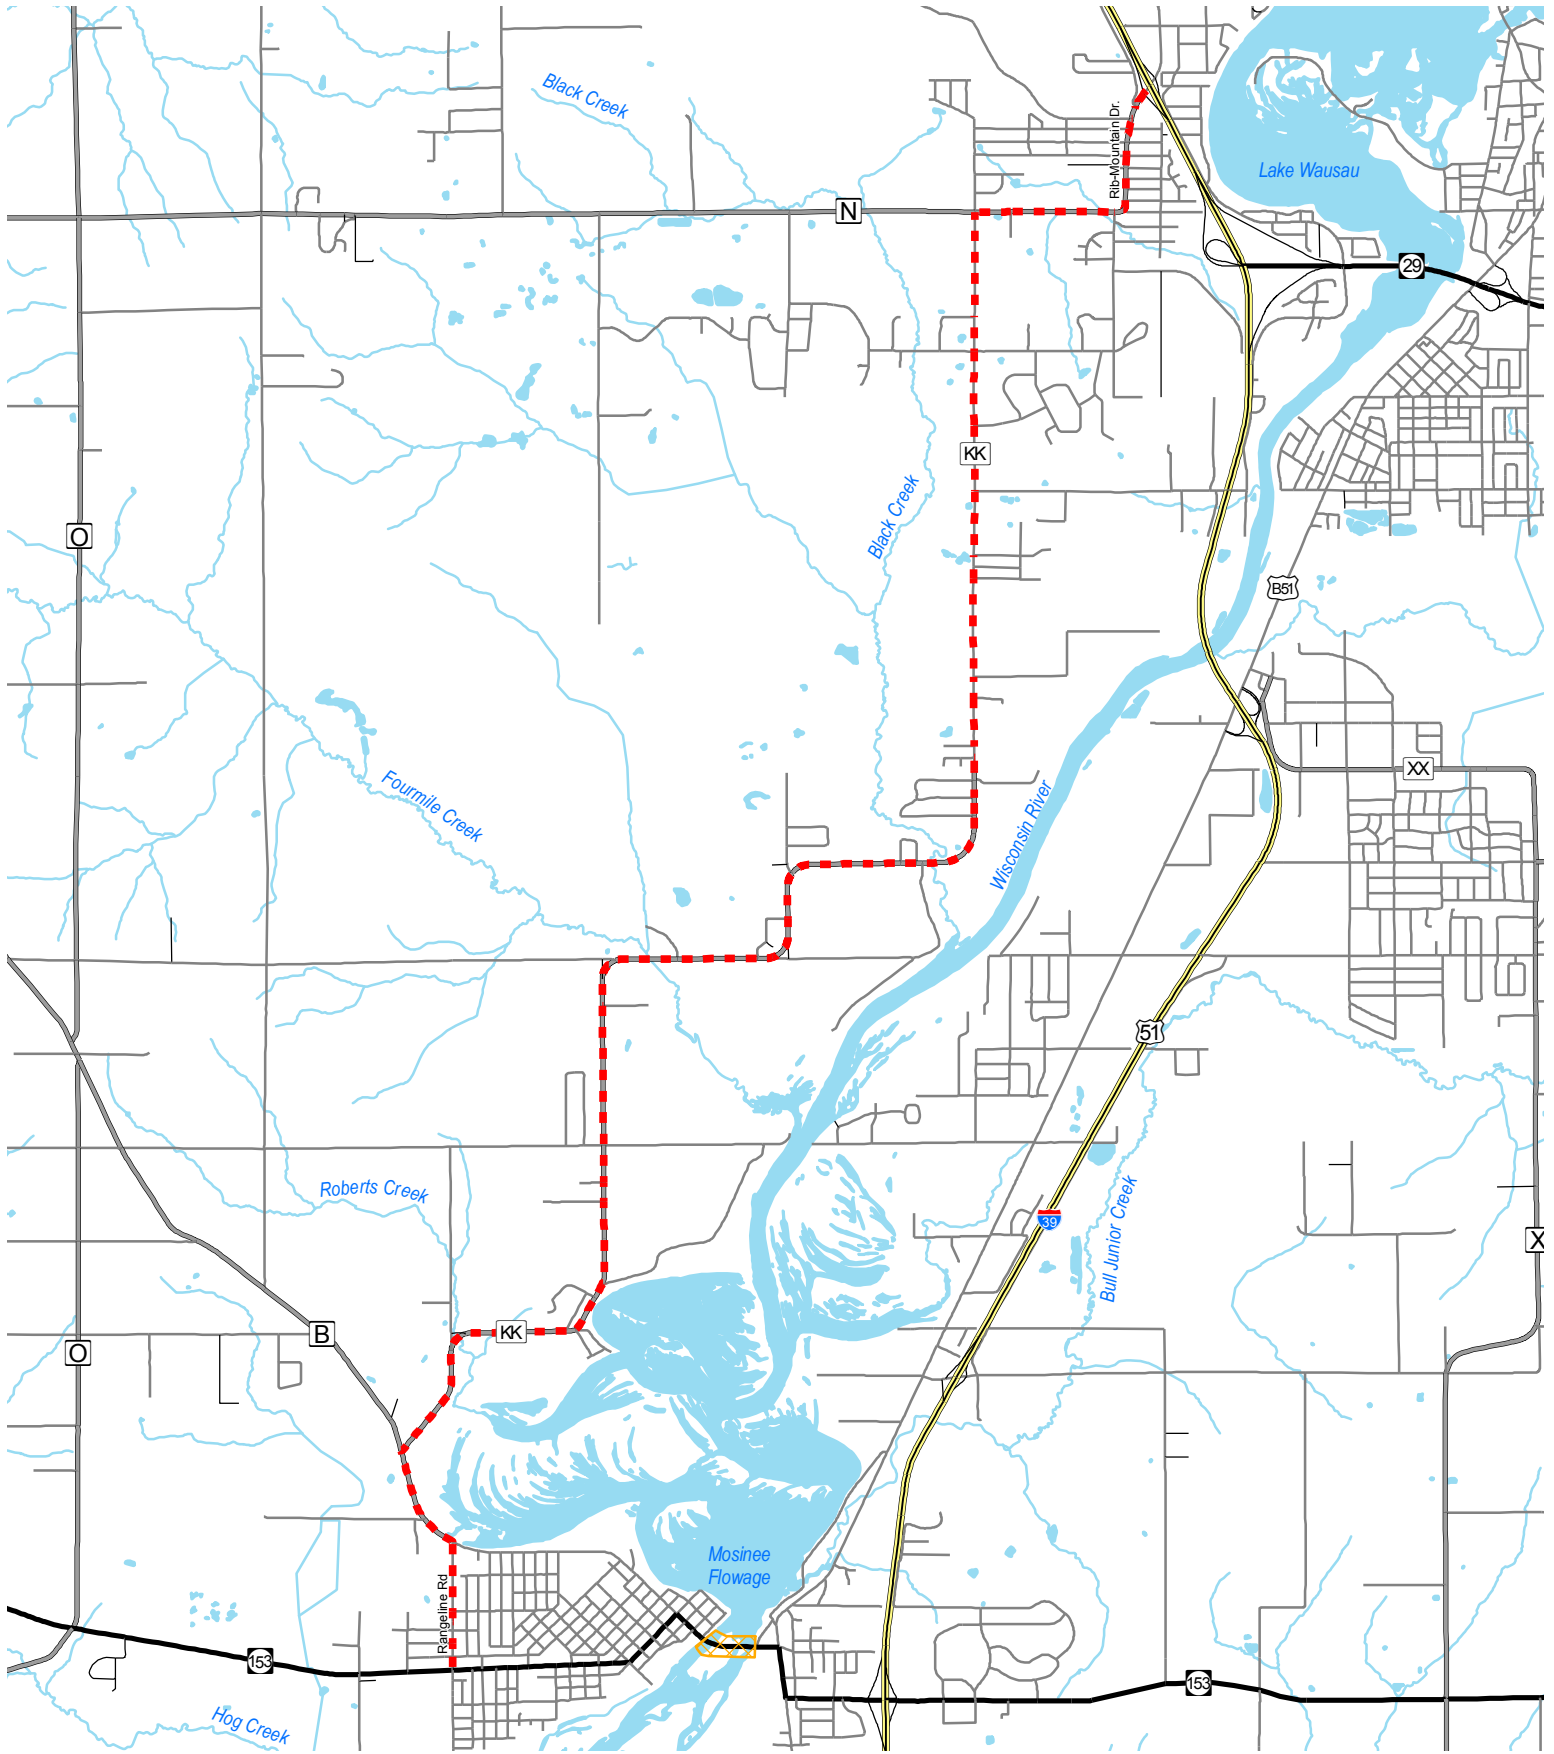 Black Creek
Rib-Mountain Dr.
Lake Wausau
N
29
KK
Black Creek
O
B51
Fourmile Creek
XX
Wisconsin River
51
Roberts Creek
39
Bull Junior Creek
X
B
KK
O
Mosinee
Flowage
Rangeline Rd
153
153
Hog Creek